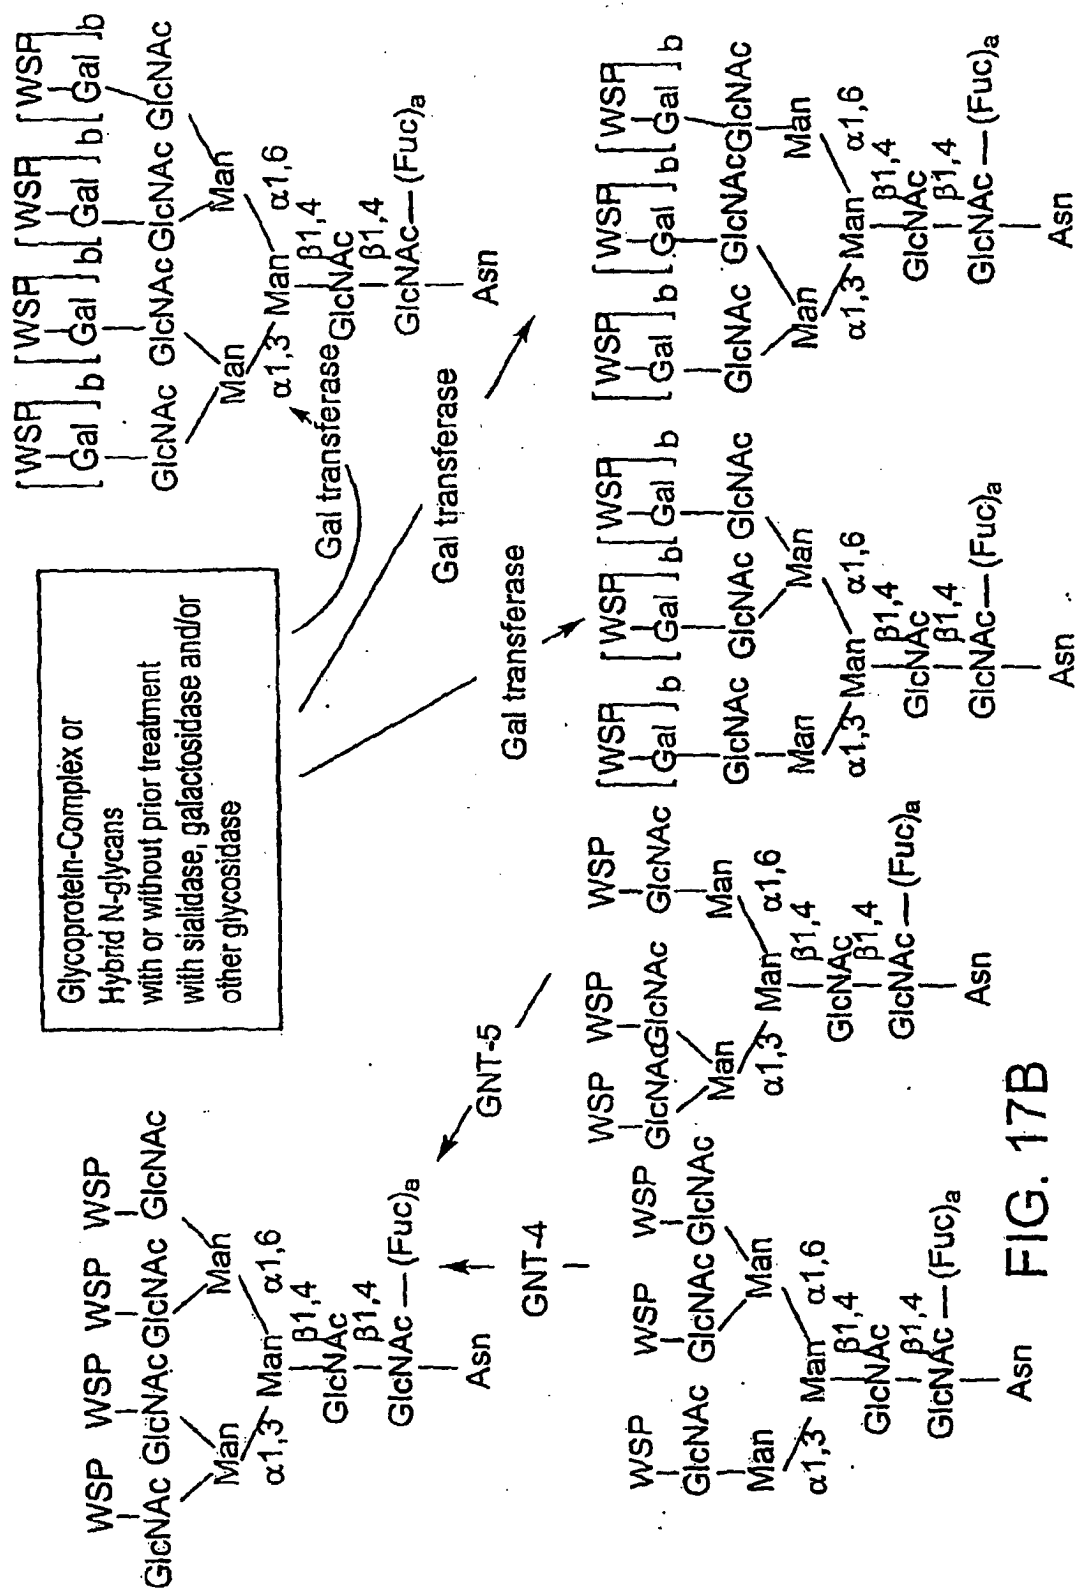 WSP WSP WSP WSP
GlcNAc GlcNAc GlcNAc GlcNAc
Man Man
α1,3 Man α1,6
β1,4
GlcNAc
β1,4
GlcNAc—(Fuc)a
Asn
GNT-4
GNT-5
Glycoprotein-Complex or
Hybrid N-glycans
with or without prior treatment
with sialidase, galactosidase and/or
other glycosidase
Gal transferase
Gal transferase
Gal transferase
[WSP [WSP [WSP [WSP
[Gal]b [Gal]b [Gal]b [Gal]b
GlcNAc GlcNAc GlcNAc GlcNAc
Man Man
α1,3 Man α1,6
β1,4
GlcNAc
β1,4
GlcNAc—(Fuc)a
Asn
WSP WSP WSP
GlcNAc GlcNAc GlcNAc
Man Man
α1,3 Man α1,6
β1,4
GlcNAc
β1,4
GlcNAc—(Fuc)a
Asn
WSP WSP WSP
GlcNAc GlcNAc GlcNAc
Man Man
α1,3 Man α1,6
β1,4
GlcNAc
β1,4
GlcNAc—(Fuc)a
Asn
[WSP [WSP [WSP
[Gal]b [Gal]b [Gal]b
GlcNAc GlcNAc GlcNAc
Man Man
α1,3 Man α1,6
β1,4
GlcNAc
β1,4
GlcNAc—(Fuc)a
Asn
[WSP [WSP [WSP
[Gal]b [Gal]b [Gal]b
GlcNAc GlcNAc GlcNAc
Man Man
α1,3 Man α1,6
β1,4
GlcNAc
β1,4
GlcNAc—(Fuc)a
Asn
FIG. 17B